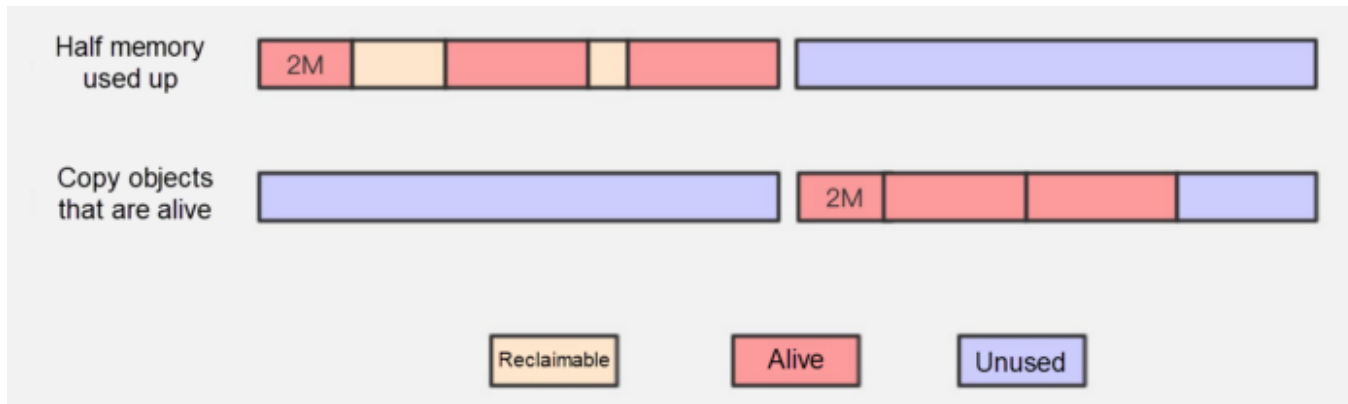 Half memory
used up
2M
Copy objects
that are alive
2M
Reclaimable
Alive
Unused